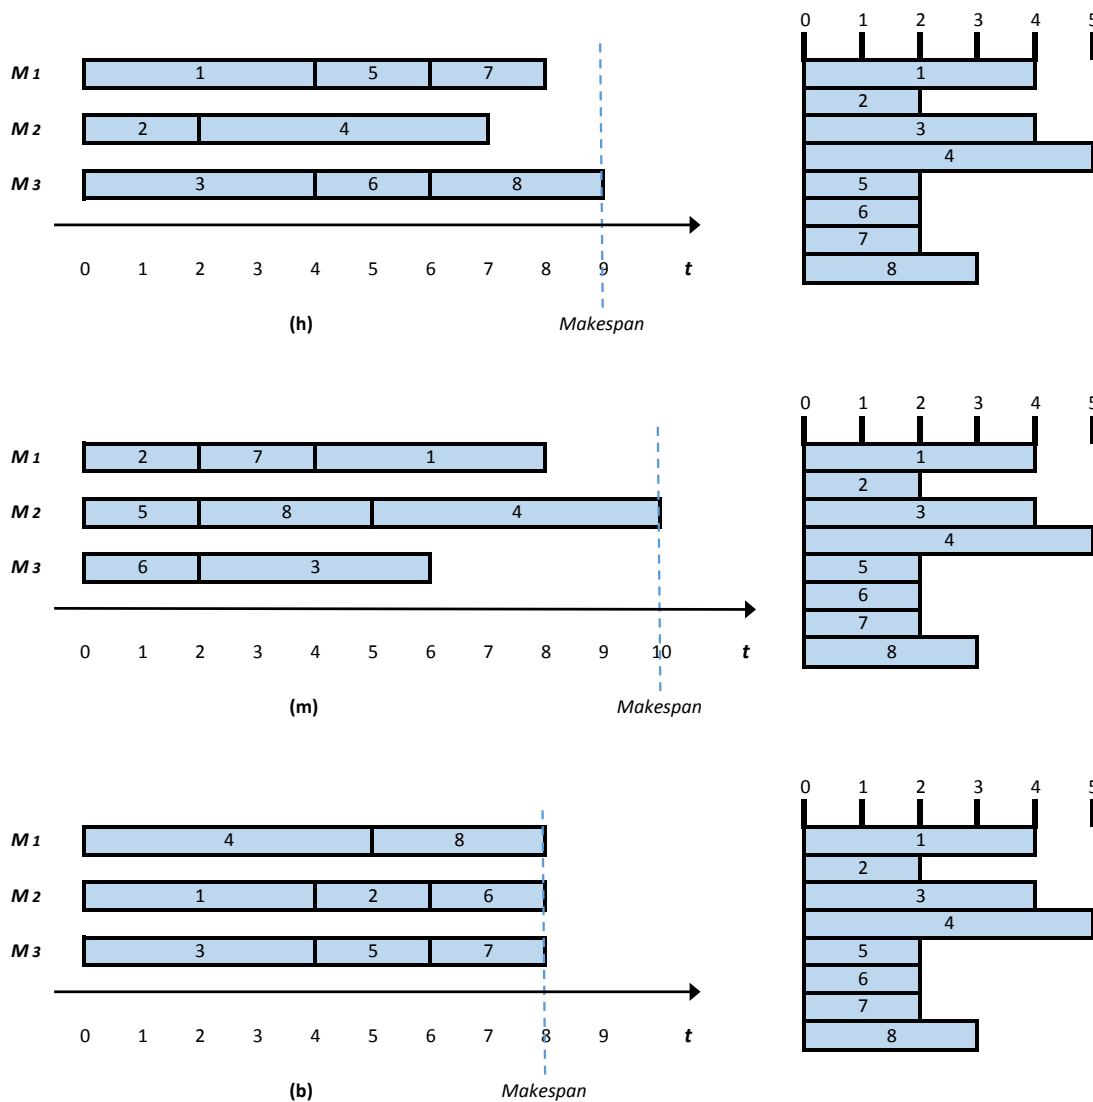 0 1 2 3 4 5
M 1 1 5 7 1
2
M 2 2 4 3
4
M 3 3 6 8 5
6
7
8
0 1 2 3 4 5 6 7 8 9 t
(h) Makespan
0 1 2 3 4 5
M 1 2 7 1 1
2
M 2 5 8 4 3
4
M 3 6 3 5
6
7
8
0 1 2 3 4 5 6 7 8 9 10 t
(m) Makespan
0 1 2 3 4 5
M 1 4 8 1
2
M 2 1 2 6 3
4
M 3 3 5 7 5
6
7
8
0 1 2 3 4 5 6 7 8 9 t
(b) Makespan